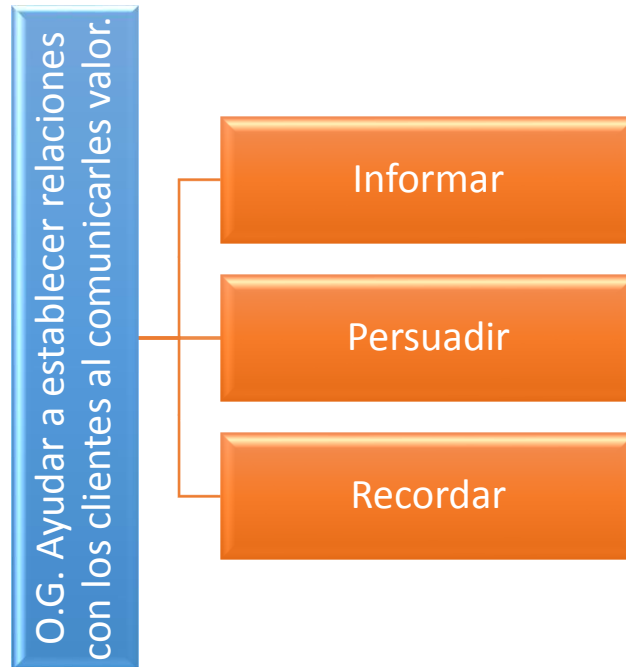 O.G. Ayudar a establecer relaciones
con los clientes al comunicarles valor.
Informar
Persuadir
Recordar